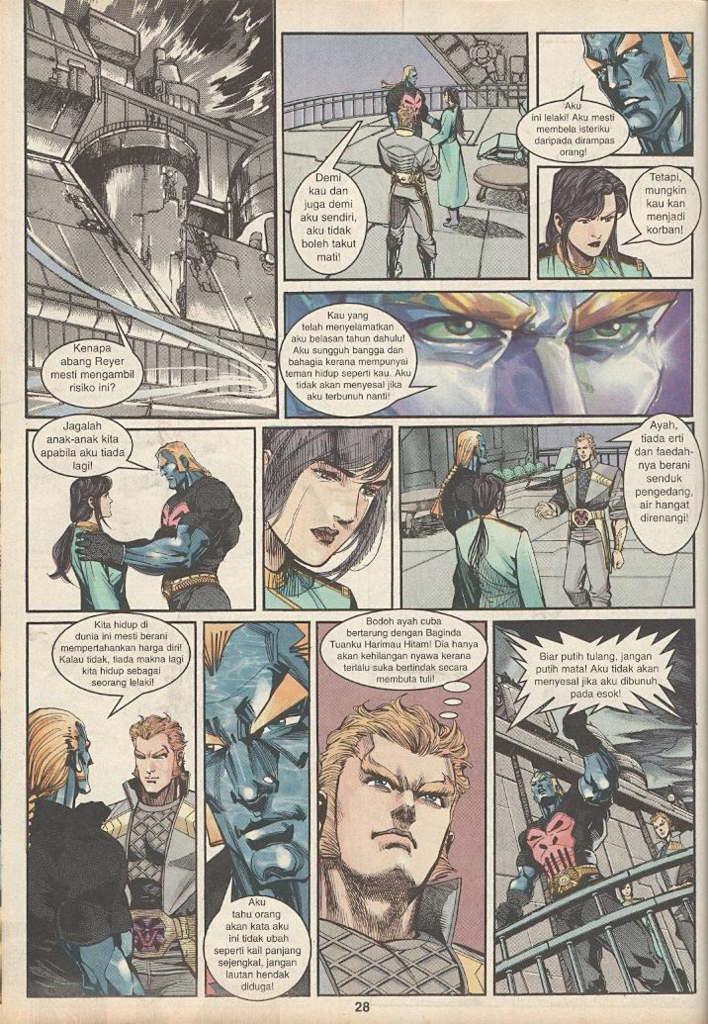 Kenapa
abang Reyer
mesti mengambil
risiko ini?
Demi
kau dan
juga demi
aku sendiri,
aku tidak
boleh takut
mati!
Aku
ini lelaki! Aku mesti
membela isteriku
daripada dirampas
orang!
Tetapi,
mungkin
kau kan
menjadi
korban!
Kau yang
telah menyelamatkan
aku belasan tahun dahulu!
Aku sungguh bangga dan
bahagia kerana mempunyai
teman hidup seperti kau. Aku
tidak akan menyesal jika
aku terbunuh nanti!
Jagalah
anak-anak kita
apabila aku tiada
lagi!
Ayah,
tiada erti
dan faedah-
nya berani
senduk
pengedang,
air hangat
direnangi!
Kita hidup di
dunia ini mesti berani
mempertahankan harga diri!
Kalau tidak, tiada makna lagi
kita hidup sebagai
seorang lelaki!
Aku
tahu orang
akan kata aku
ini tidak ubah
seperti kail panjang
sejengkal, jangan
lautan hendak
diduga!
Bodoh ayah cuba
bertarung dengan Baginda
Tuanku Harimau Hitam! Dia hanya
akan kehilangan nyawa kerana
terlalu suka bertindak secara
membuta tuli!
Biar putih tulang, jangan
putih mata! Aku tidak akan
menyesal jika aku dibunuh,
pada esok!
28